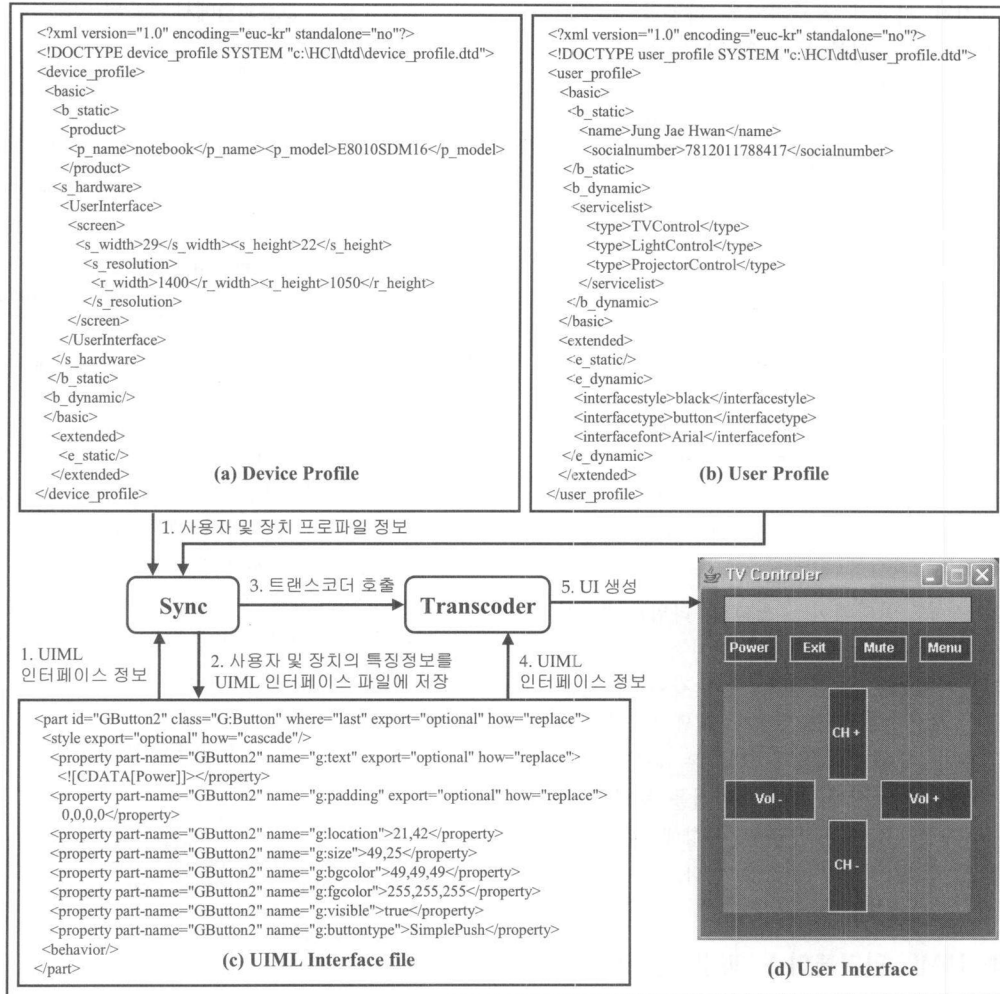 <?xml version="1.0" encoding="euc-kr" standalone="no"?>
<!DOCTYPE device_profile SYSTEM "c:\HCI\dtd\device_profile.dtd">
<device_profile>
<basic>
<b_static>
<product>
<p_name>notebook</p_name><p_model>E8010SDM16</p_model>
</product>
<s_hardware>
<UserInterface>
<screen>
<s_width>29</s_width><s_height>22</s_height>
<s_resolution>
<r_width>1400</r_width><r_height>1050</r_height>
</s_resolution>
</screen>
</UserInterface>
</s_hardware>
</b_static>
<b_dynamic/>
</basic>
<extended>
<e_static/>
</extended>
</device_profile>
(a) Device Profile
<?xml version="1.0" encoding="euc-kr" standalone="no"?>
<!DOCTYPE user_profile SYSTEM "c:\HCI\dtd\user_profile.dtd">
<user_profile>
<basic>
<b_static>
<name>Jung Jae Hwan</name>
<socialnumber>7812011788417</socialnumber>
</b_static>
<b_dynamic>
<servicelist>
<type>TVControl</type>
<type>LightControl</type>
<type>ProjectorControl</type>
</servicelist>
</b_dynamic>
</basic>
<extended>
<e_static/>
<e_dynamic>
<interfacestyle>black</interfacestyle>
<interfacetype>button</interfacetype>
<interfacefont>Arial</interfacefont>
</e_dynamic>
</extended>
</user_profile>
(b) User Profile
1. 사용자 및 장치 프로파일 정보
Sync
3. 트랜스코더 호출
Transcoder
5. UI 생성
1. UIML
인터페이스 정보
2. 사용자 및 장치의 특징정보를
UIML 인터페이스 파일에 저장
4. UIML
인터페이스 정보
<part id="GButton2" class="G:Button" where="last" export="optional" how="replace">
<style export="optional" how="cascade"/>
<property part-name="GButton2" name="g:text" export="optional" how="replace">
<![CDATA[Power]]></property>
<property part-name="GButton2" name="g:padding" export="optional" how="replace">
0,0,0,0</property>
<property part-name="GButton2" name="g:location">21,42</property>
<property part-name="GButton2" name="g:size">49,25</property>
<property part-name="GButton2" name="g:bgcolor">49,49,49</property>
<property part-name="GButton2" name="g:fgcolor">255,255,255</property>
<property part-name="GButton2" name="g:visible">true</property>
<property part-name="GButton2" name="g:buttontype">SimplePush</property>
<behavior/>
</part>
(c) UIML Interface file
TV Controler
Power Exit Mute Menu
CH +
Vol - Vol +
CH -
(d) User Interface